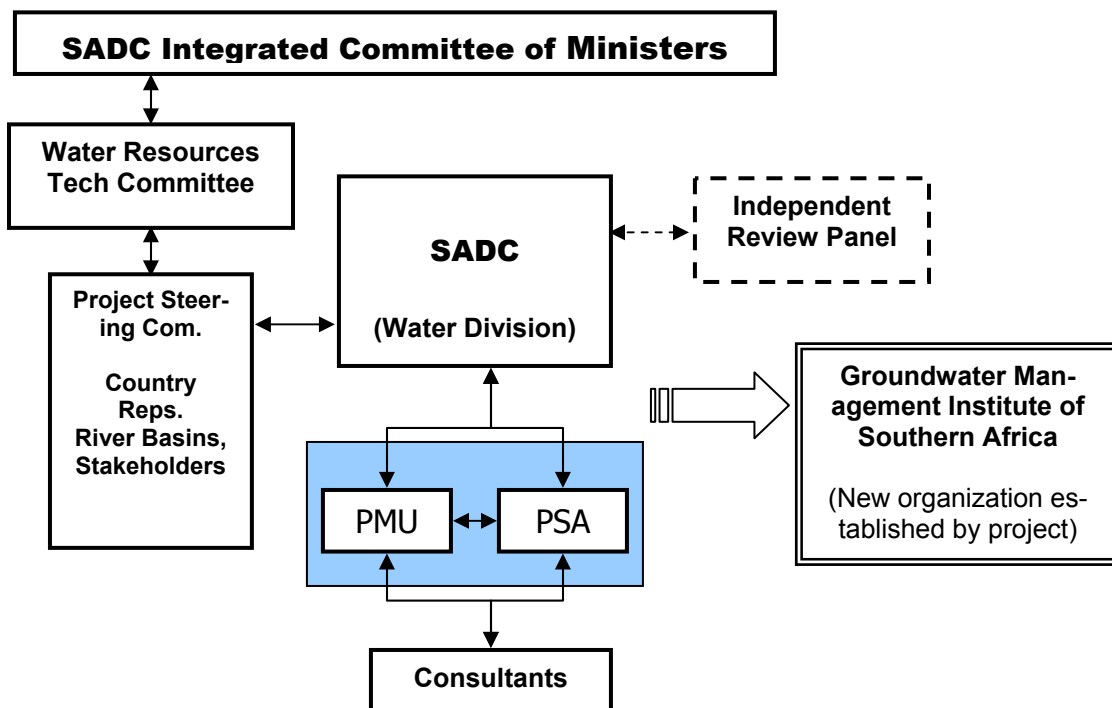 SADC Integrated Committee of Ministers
Water Resources
Tech Committee
Independent
Review Panel
SADC
(Water Division)
Project Steer-
ing Com.
Country
Reps.
River Basins,
Stakeholders
Groundwater Man-
agement Institute of
Southern Africa
(New organization es-
tablished by project)
PMU
PSA
Consultants